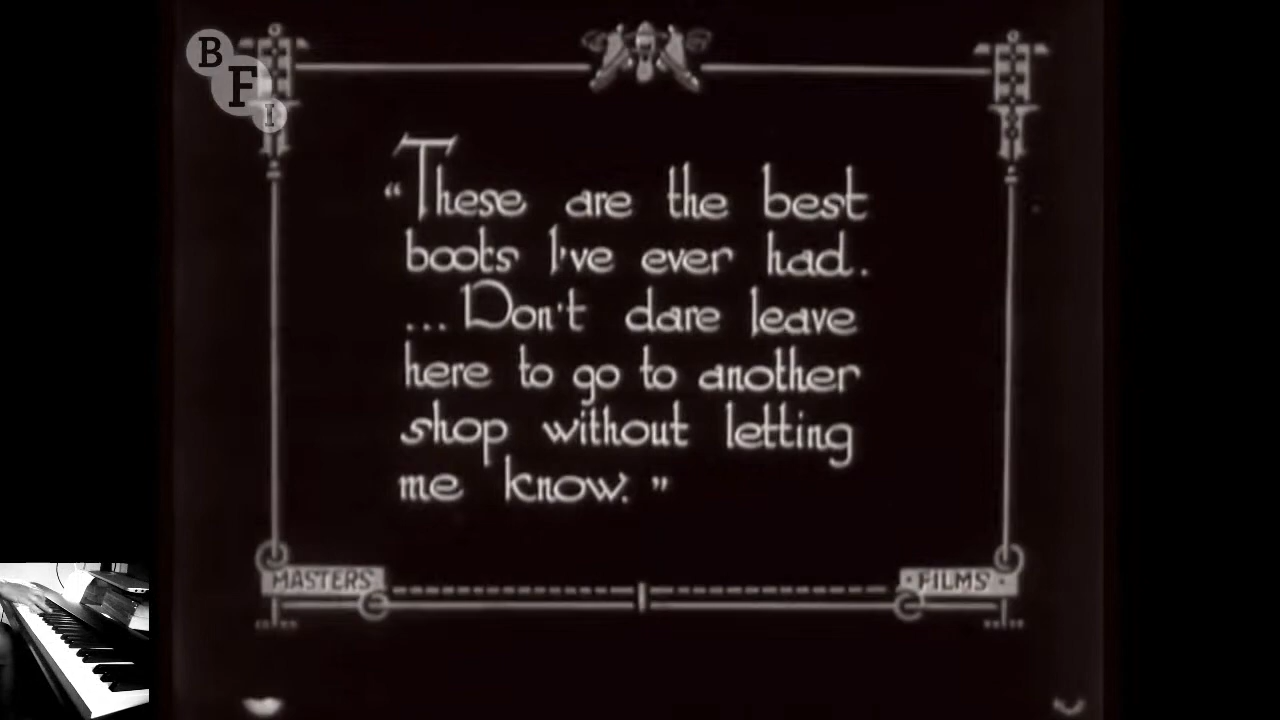 BFI
“These are the best
boots I've ever had.
...Don't dare leave
here to go to another
shop without letting
me know.”
MASTERS
FILMS